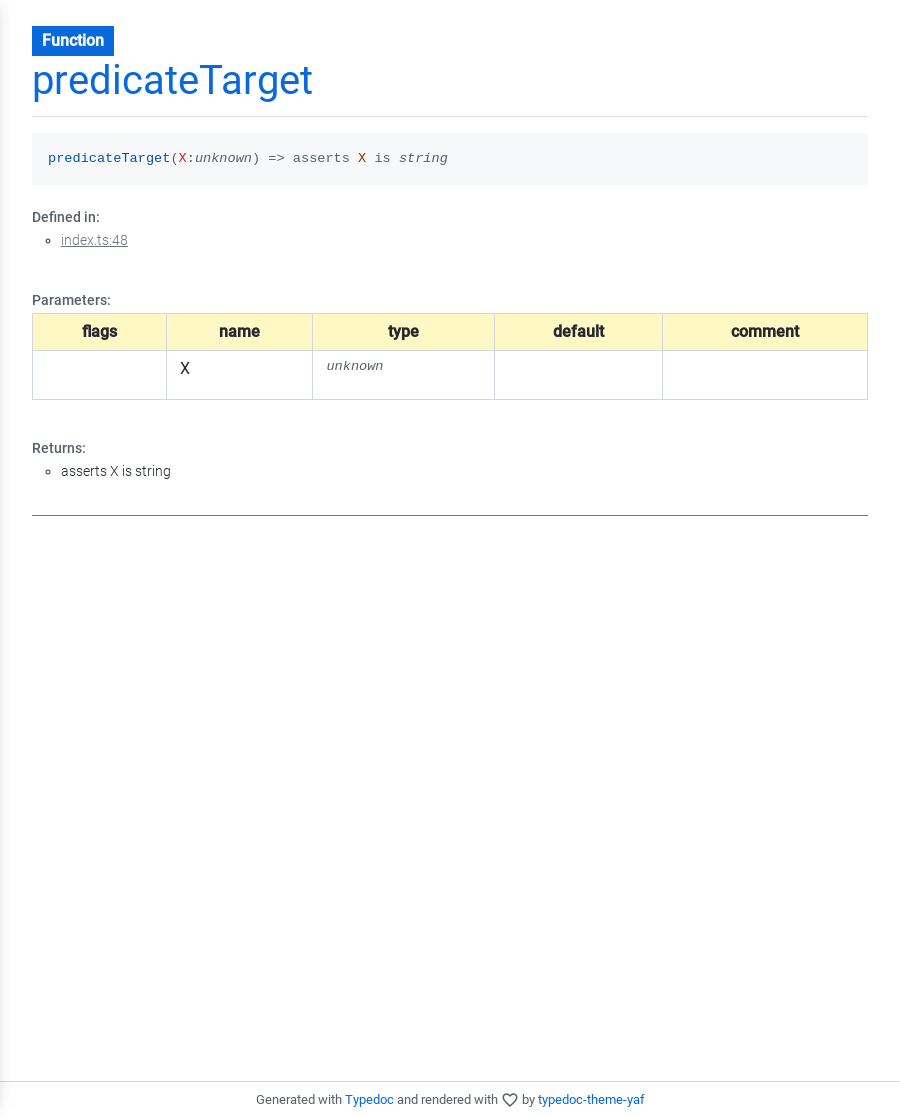 Function
predicateTarget
predicateTarget(X:unknown) => asserts X is string
Defined in:
index.ts:48
Parameters:
flags name type default comment
X unknown
Returns:
asserts X is string
Generated with Typedoc and rendered with by typedoc-theme-yaf